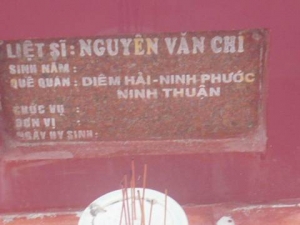 LIỆT SĨ : NGUYỄN VĂN CHÍ
SINH NĂM :
QUÊ QUÁN : DIÊM HẢI-NINH PHƯỚC
NINH THUẬN
CHỨC VỤ :
ĐƠN VỊ :
NGÀY HY SINH :